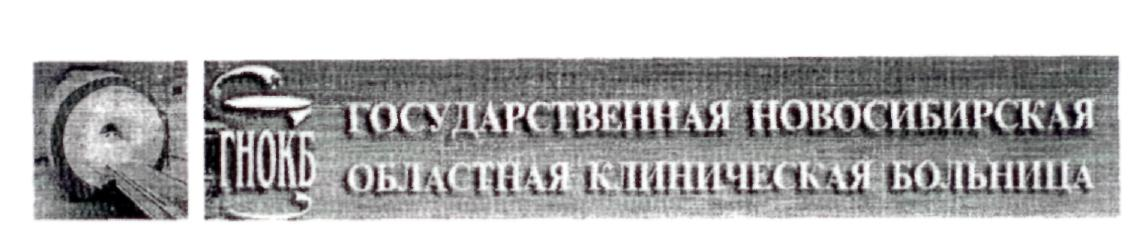 ГНОКБ
ГОСУДАРСТВЕННАЯ НОВОСИБИРСКАЯ
ОБЛАСТНАЯ КЛИНИЧЕСКАЯ БОЛЬНИЦА